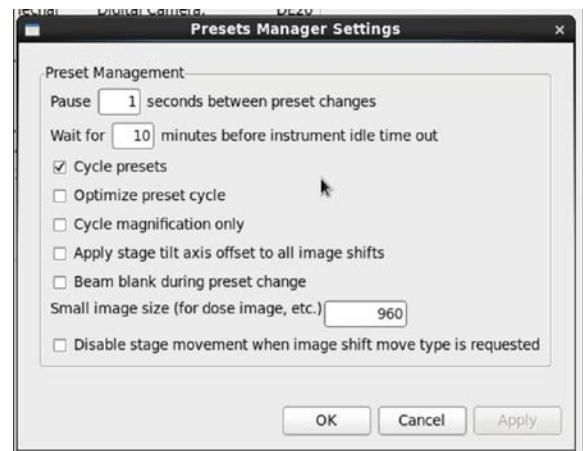 Digital Camera,
DE20
Presets Manager Settings
Preset Management
Pause 1 seconds between preset changes
Wait for 10 minutes before instrument idle time out
Cycle presets
Optimize preset cycle
Cycle magnification only
Apply stage tilt axis offset to all image shifts
Beam blank during preset change
Small image size (for dose image, etc.) 960
Disable stage movement when image shift move type is requested
OK Cancel Apply